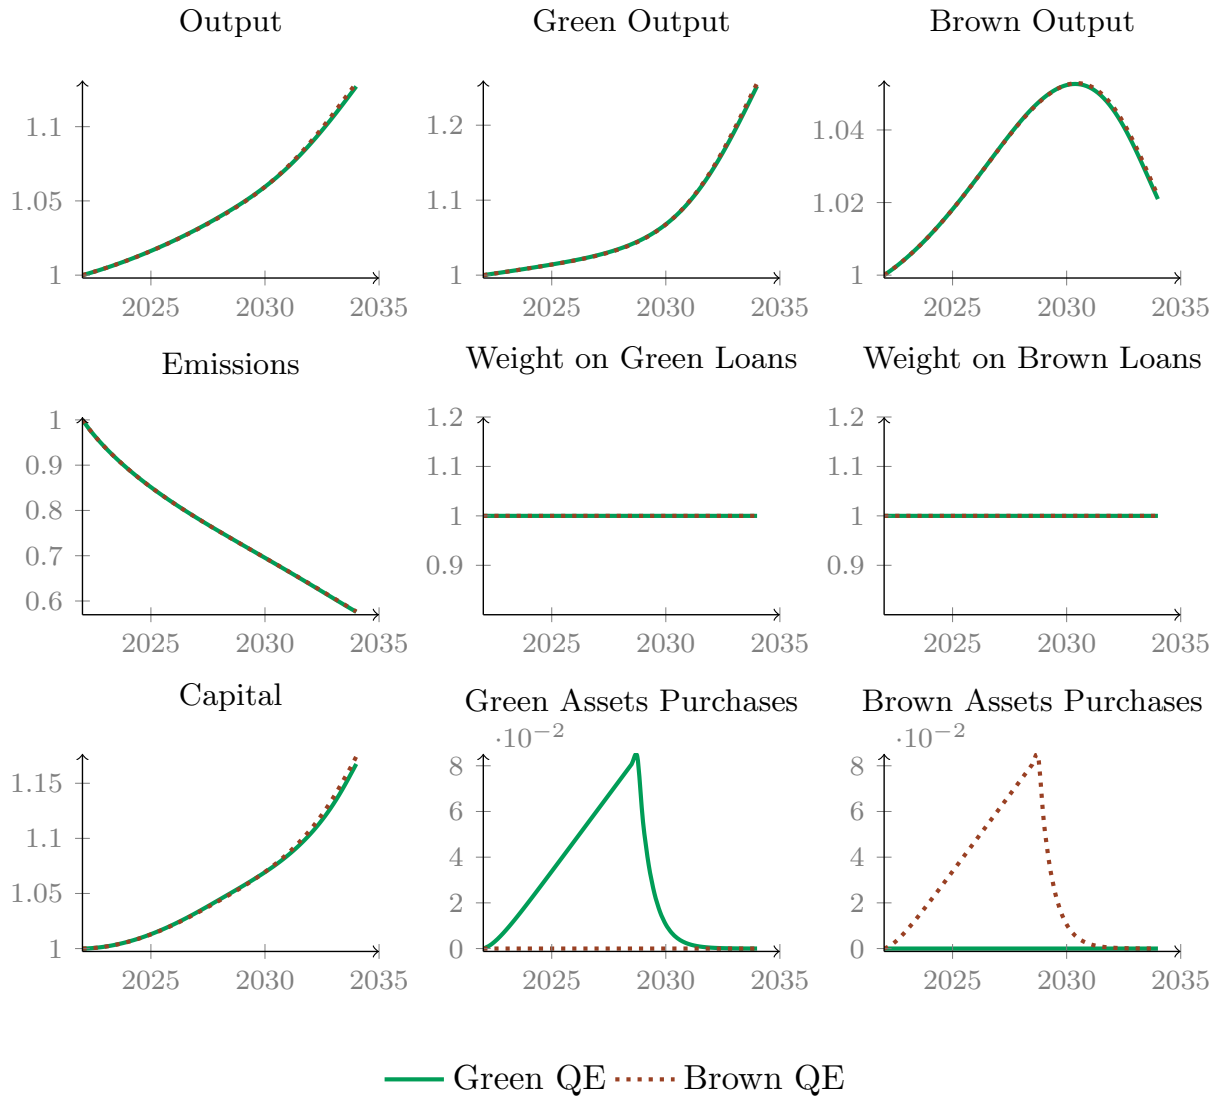 Output
Green Output
Brown Output
1.1
1.05
1
2025 2030 2035
1.2
1.1
1
2025 2030 2035
1.04
1.02
1
2025 2030 2035
Emissions
Weight on Green Loans
Weight on Brown Loans
1
0.9
0.8
0.7
0.6
2025 2030 2035
1.2
1.1
1
0.9
2025 2030 2035
1.2
1.1
1
0.9
2025 2030 2035
Capital
Green Assets Purchases
Brown Assets Purchases
1.15
1.1
1.05
1
2025 2030 2035
·10⁻²
8
6
4
2
0
2025 2030 2035
·10⁻²
8
6
4
2
0
2025 2030 2035
Green QE Brown QE